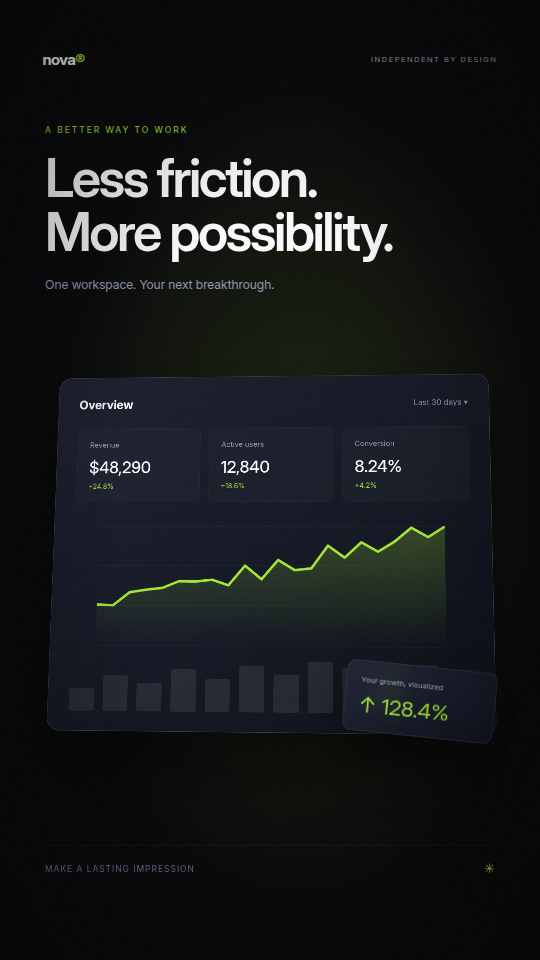 nova®
INDEPENDENT BY DESIGN
A BETTER WAY TO WORK
Less friction.
More possibility.
One workspace. Your next breakthrough.
Overview
Last 30 days ▾
Revenue
$48,290
+24.8%
Active users
12,840
+18.6%
Conversion
8.24%
+4.2%
Your growth, visualized
↑ 128.4%
MAKE A LASTING IMPRESSION
✳